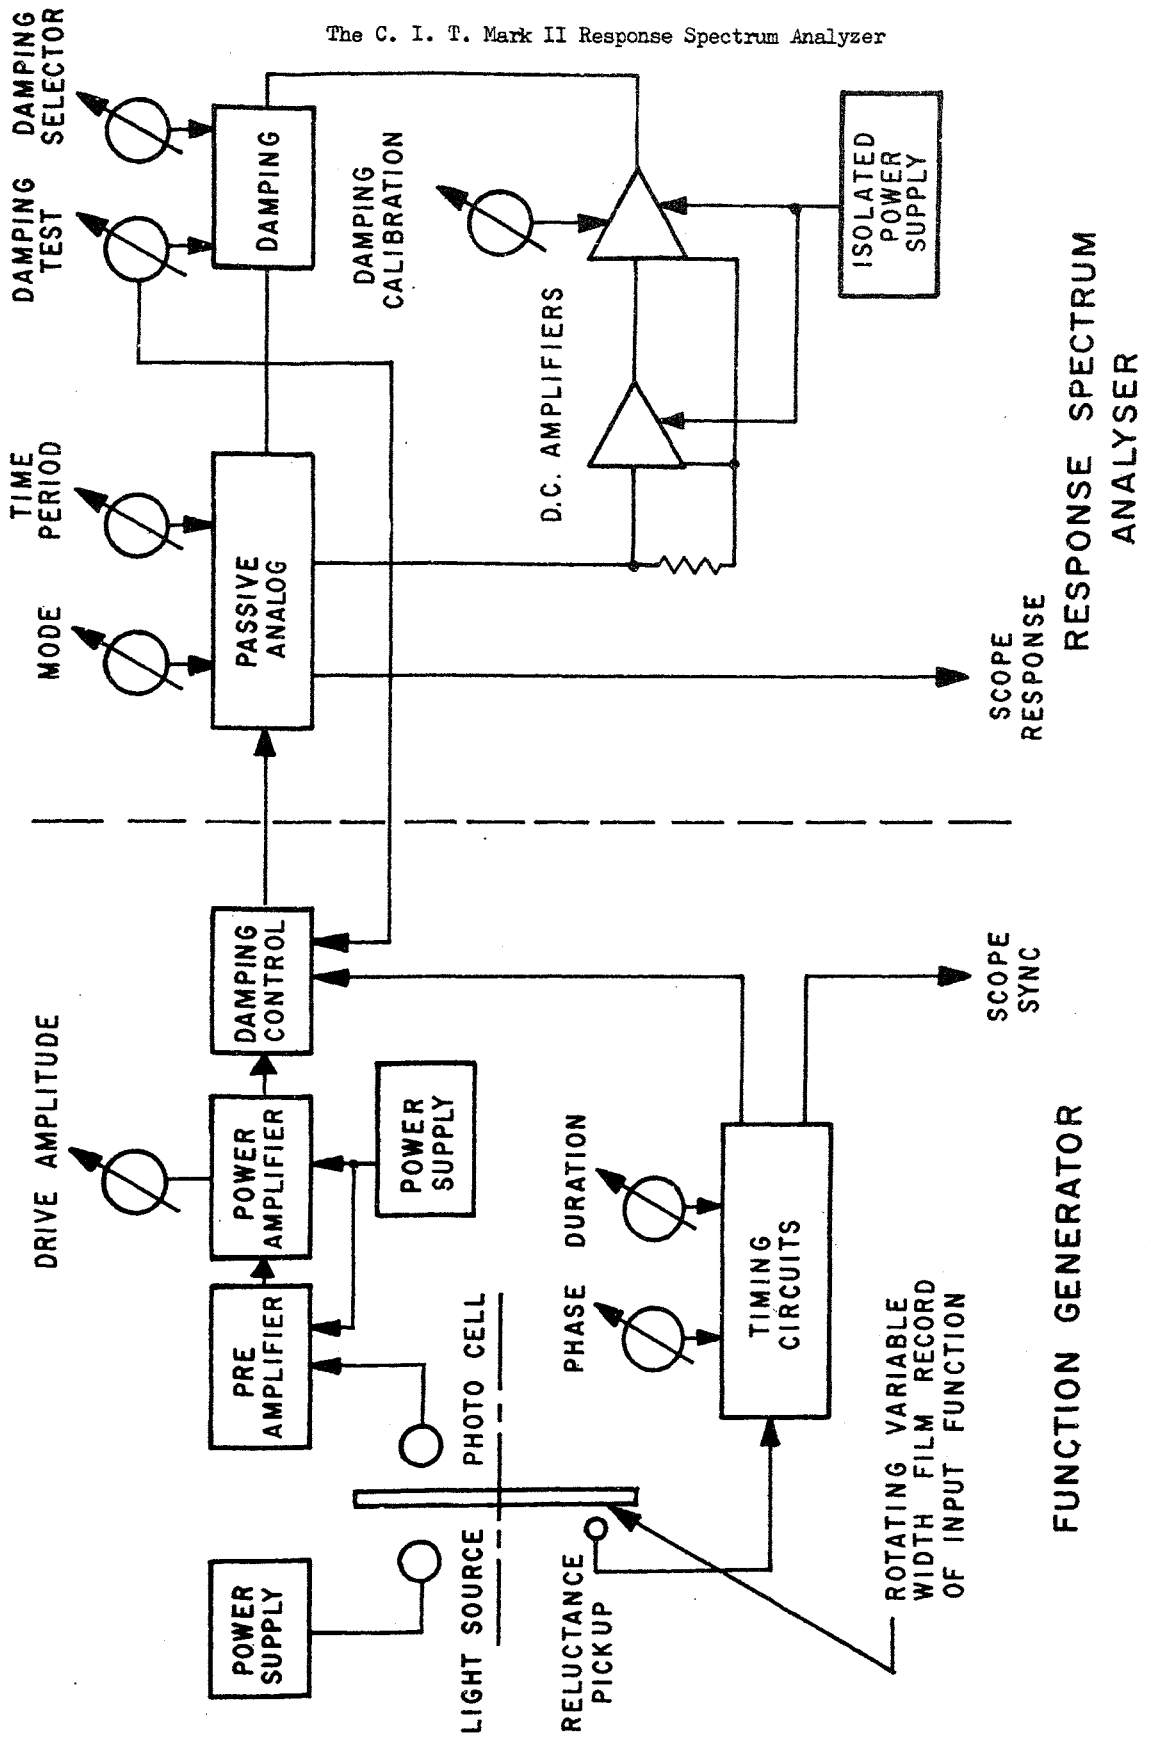 The C. I. T. Mark II Response Spectrum Analyzer
DRIVE AMPLITUDE
MODE
TIME
PERIOD
DAMPING
TEST
DAMPING
SELECTOR
POWER
SUPPLY
PRE
AMPLIFIER
POWER
AMPLIFIER
DAMPING
CONTROL
PASSIVE
ANALOG
DAMPING
POWER
SUPPLY
DAMPING
CALIBRATION
LIGHT SOURCE
PHOTO CELL
RELUCTANCE
PICKUP
PHASE
DURATION
D.C. AMPLIFIERS
TIMING
CIRCUITS
ISOLATED
POWER
SUPPLY
ROTATING VARIABLE
WIDTH FILM RECORD
OF INPUT FUNCTION
SCOPE
SYNC
SCOPE
RESPONSE
FUNCTION GENERATOR
RESPONSE SPECTRUM
ANALYSER